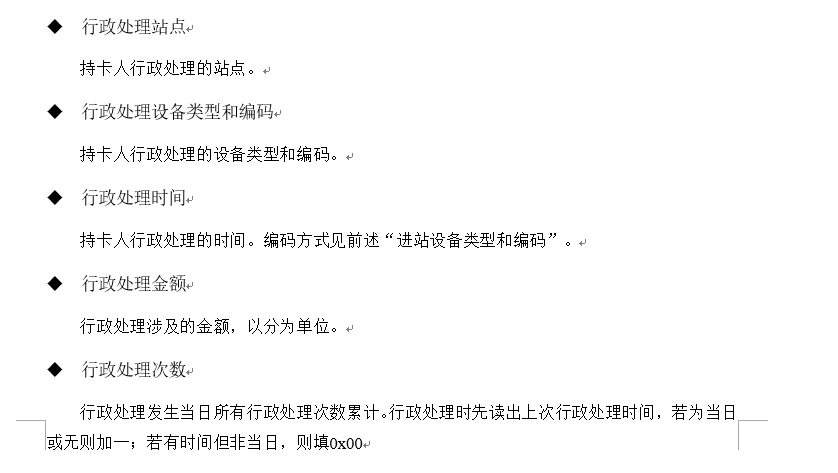 ◆ 行政处理站点
持卡人行政处理的站点。
◆ 行政处理设备类型和编码
持卡人行政处理的设备类型和编码。
◆ 行政处理时间
持卡人行政处理的时间。编码方式见前述“进站设备类型和编码”。
◆ 行政处理金额
行政处理涉及的金额，以分为单位。
◆ 行政处理次数
行政处理发生当日所有行政处理次数累计。行政处理时先读出上次行政处理时间，若为当日
或无则加一；若有时间但非当日，则填0x00